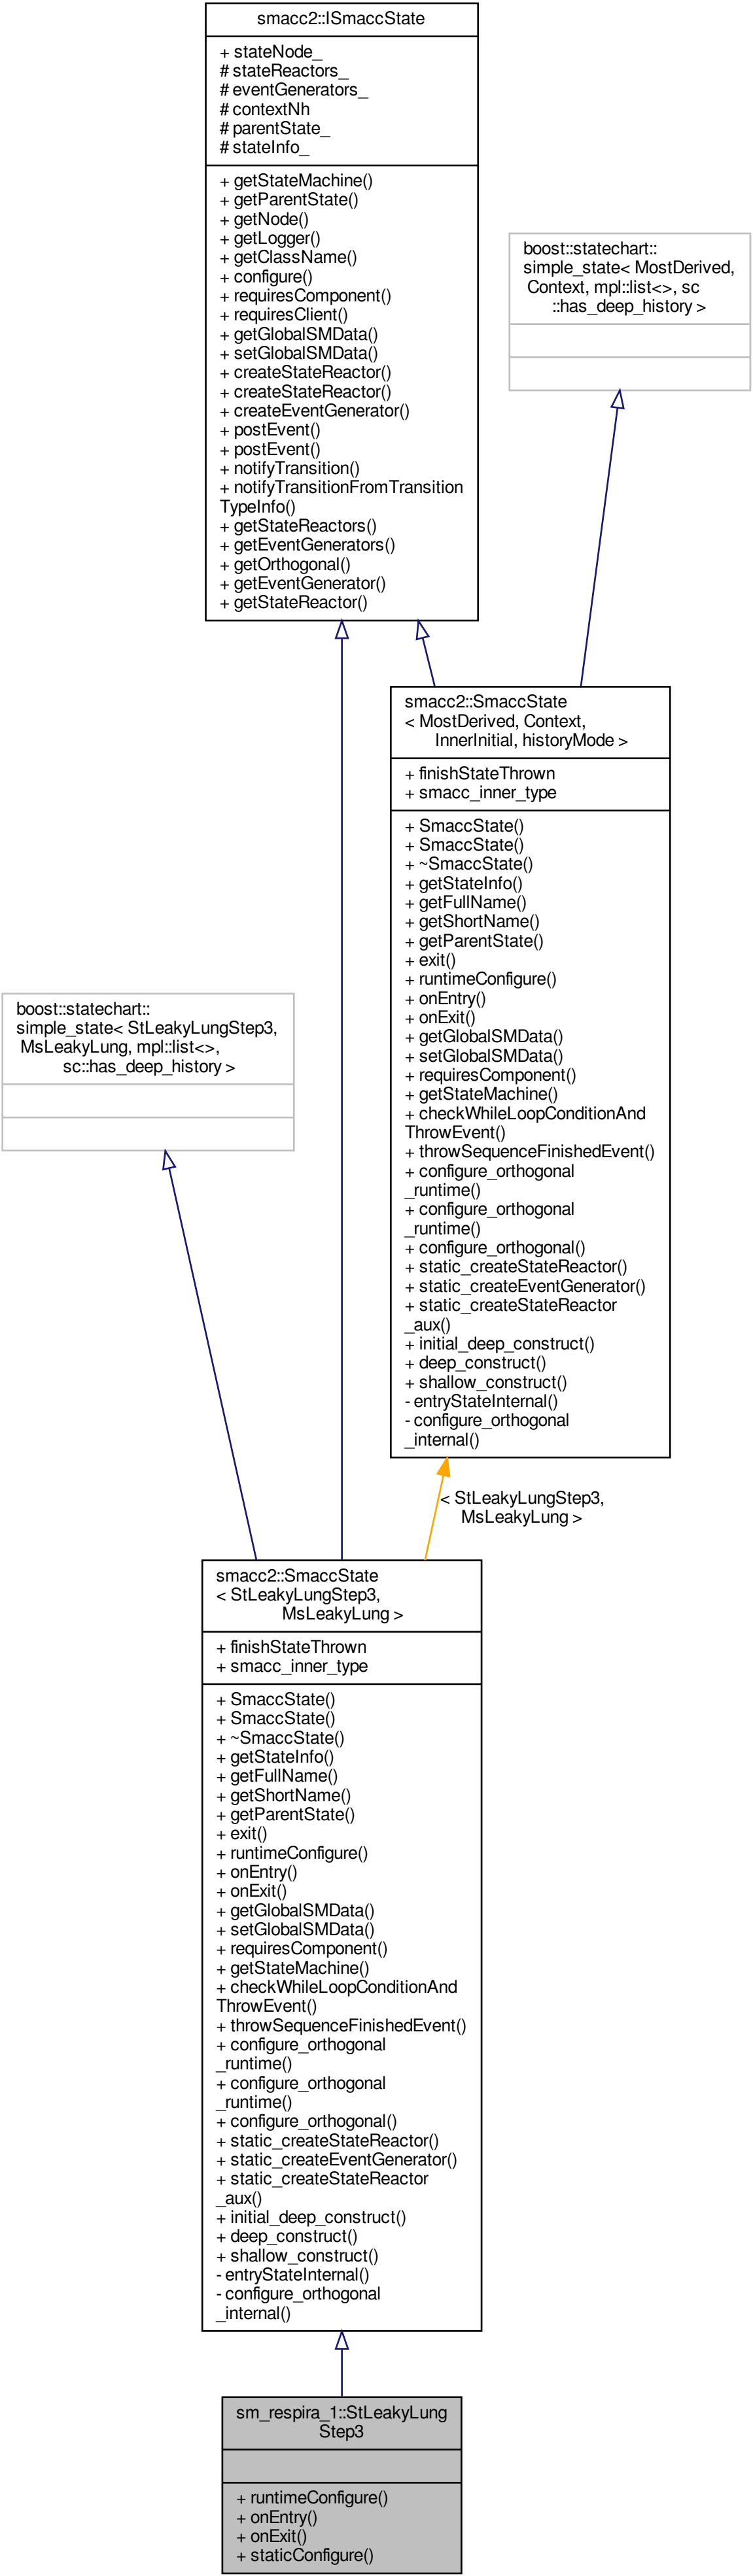 smacc2::ISmaccState
+ stateNode_
# stateReactors_
# eventGenerators_
# contextNh
# parentState_
# stateInfo_
+ getStateMachine()
+ getParentState()
+ getNode()
+ getLogger()
+ getClassName()
+ configure()
+ requiresComponent()
+ requiresClient()
+ getGlobalSMData()
+ setGlobalSMData()
+ createStateReactor()
+ createStateReactor()
+ createEventGenerator()
+ postEvent()
+ postEvent()
+ notifyTransition()
+ notifyTransitionFromTransition
TypeInfo()
+ getStateReactors()
+ getEventGenerators()
+ getOrthogonal()
+ getEventGenerator()
+ getStateReactor()
boost::statechart::
simple_state< MostDerived,
Context, mpl::list<>, sc
::has_deep_history >
smacc2::SmaccState
< MostDerived, Context,
InnerInitial, historyMode >
+ finishStateThrown
+ smacc_inner_type
+ SmaccState()
+ SmaccState()
+ ~SmaccState()
+ getStateInfo()
+ getFullName()
+ getShortName()
+ getParentState()
+ exit()
+ runtimeConfigure()
+ onEntry()
+ onExit()
+ getGlobalSMData()
+ setGlobalSMData()
+ requiresComponent()
+ getStateMachine()
+ checkWhileLoopConditionAnd
ThrowEvent()
+ throwSequenceFinishedEvent()
+ configure_orthogonal
_runtime()
+ configure_orthogonal
_runtime()
+ configure_orthogonal()
+ static_createStateReactor()
+ static_createEventGenerator()
+ static_createStateReactor
_aux()
+ initial_deep_construct()
+ deep_construct()
+ shallow_construct()
- entryStateInternal()
- configure_orthogonal
_internal()
boost::statechart::
simple_state< StLeakyLungStep3,
MsLeakyLung, mpl::list<>,
sc::has_deep_history >
< StLeakyLungStep3,
MsLeakyLung >
smacc2::SmaccState
< StLeakyLungStep3,
MsLeakyLung >
+ finishStateThrown
+ smacc_inner_type
+ SmaccState()
+ SmaccState()
+ ~SmaccState()
+ getStateInfo()
+ getFullName()
+ getShortName()
+ getParentState()
+ exit()
+ runtimeConfigure()
+ onEntry()
+ onExit()
+ getGlobalSMData()
+ setGlobalSMData()
+ requiresComponent()
+ getStateMachine()
+ checkWhileLoopConditionAnd
ThrowEvent()
+ throwSequenceFinishedEvent()
+ configure_orthogonal
_runtime()
+ configure_orthogonal
_runtime()
+ configure_orthogonal()
+ static_createStateReactor()
+ static_createEventGenerator()
+ static_createStateReactor
_aux()
+ initial_deep_construct()
+ deep_construct()
+ shallow_construct()
- entryStateInternal()
- configure_orthogonal
_internal()
sm_respira_1::StLeakyLung
Step3
+ runtimeConfigure()
+ onEntry()
+ onExit()
+ staticConfigure()